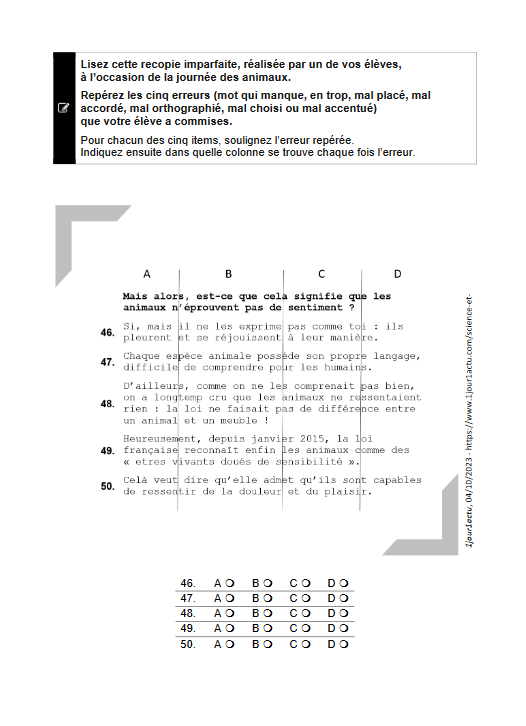 Lisez cette recopie imparfaite, réalisée par un de vos élèves,
à l'occasion de la journée des animaux.
Repérez les cinq erreurs (mot qui manque, en trop, mal placé, mal
accordé, mal orthographié, mal choisi ou mal accentué)
que votre élève a commises.
Pour chacun des cinq items, soulignez l'erreur repérée.
Indiquez ensuite dans quelle colonne se trouve chaque fois l'erreur.
A B C D
Mais alors, est-ce que cela signifie que les
animaux n'éprouvent pas de sentiment ?
46. Si, mais il ne les exprime pas comme toi : ils
pleurent et se réjouissent à leur manière.
47. Chaque espèce animale possède son propre langage,
difficile de comprendre pour les humains.
48. D'ailleurs, comme on ne les comprenait pas bien,
on a longtemp cru que les animaux ne ressentaient
rien : la loi ne faisait pas de différence entre
un animal et un meuble !
49. Heureusement, depuis janvier 2015, la loi
française reconnaît enfin les animaux comme des
« etres vivants doués de sensibilité ».
50. Celà veut dire qu'elle admet qu'ils sont capables
de ressentir de la douleur et du plaisir.
1jour1actu, 04/10/2023 - https://www.1jour1actu.com/science-et-
46. A B C D
47. A B C D
48. A B C D
49. A B C D
50. A B C D